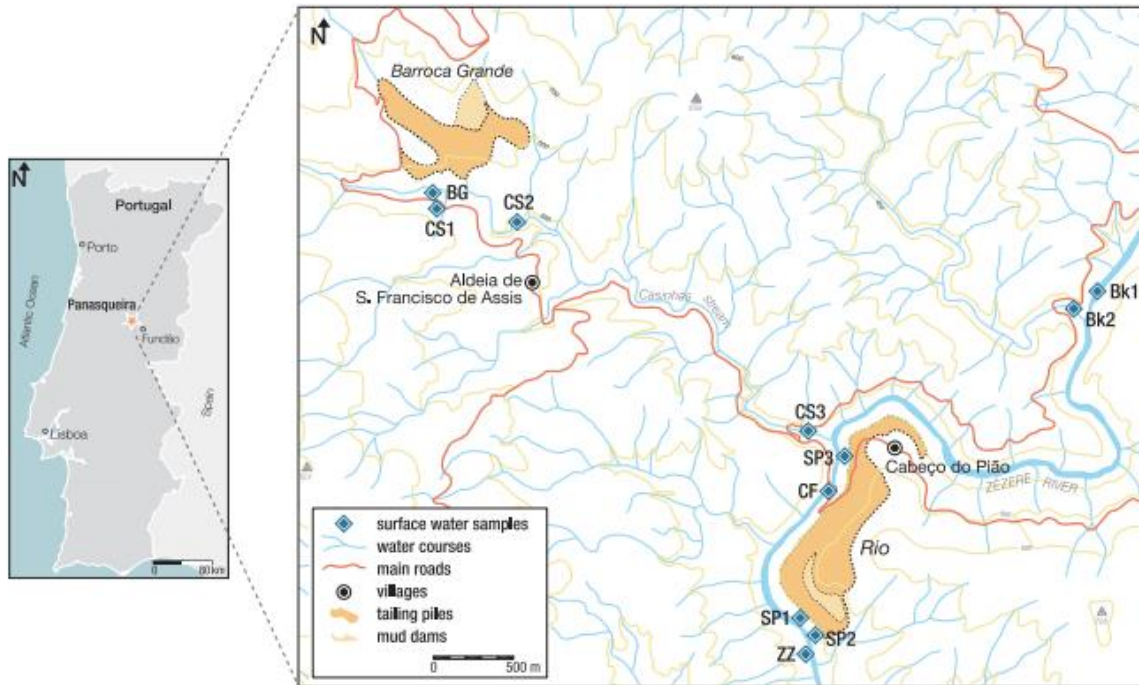 N
Portugal
Porto
Panasqueira
Fundão
Atlantic Ocean
Spain
Lisboa
0 80 km
N
Barroca Grande
BG
CS1
CS2
Aldeia de
S. Francisco de Assis
Casinhas Stream
Bk1
Bk2
CS3
SP3
Cabeço do Pião
CF
ZÊZERE - RIVER
Rio
SP1
SP2
ZZ
surface water samples
water courses
main roads
villages
tailing piles
mud dams
0 500 m